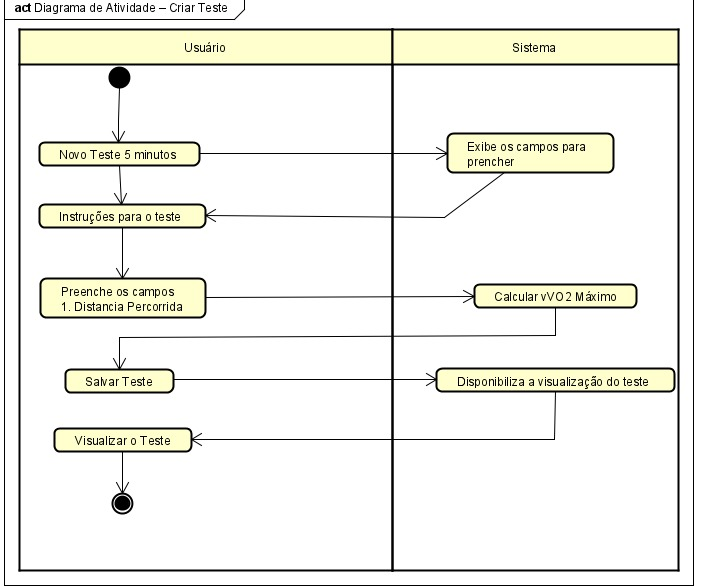 act Diagrama de Atividade – Criar Teste
Usuário
Sistema
Novo Teste 5 minutos
Exibe os campos para
prencher
Instruções para o teste
Preenche os campos
1. Distancia Percorrida
Calcular vVO2 Máximo
Salvar Teste
Disponibiliza a visualização do teste
Visualizar o Teste